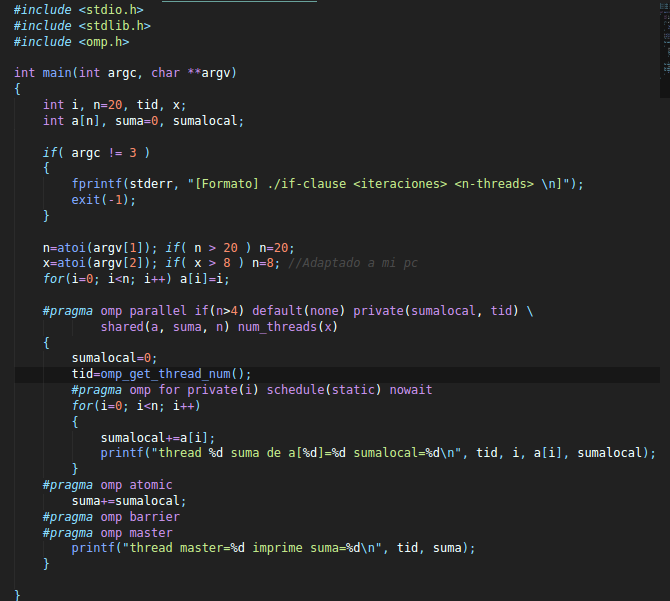 #include <stdio.h>
#include <stdlib.h>
#include <omp.h>

int main(int argc, char **argv)
{
    int i, n=20, tid, x;
    int a[n], suma=0, sumalocal;

    if( argc != 3 )
    {
        fprintf(stderr, "[Formato] ./if-clause <iteraciones> <n-threads> \n]");
        exit(-1);
    }

    n=atoi(argv[1]); if( n > 20 ) n=20;
    x=atoi(argv[2]); if( x > 8 ) n=8; //Adaptado a mi pc
    for(i=0; i<n; i++) a[i]=i;

    #pragma omp parallel if(n>4) default(none) private(sumalocal, tid) \
            shared(a, suma, n) num_threads(x)
    {
        sumalocal=0;
        tid=omp_get_thread_num();
        #pragma omp for private(i) schedule(static) nowait
        for(i=0; i<n; i++)
        {
            sumalocal+=a[i];
            printf("thread %d suma de a[%d]=%d sumalocal=%d\n", tid, i, a[i], sumalocal);
        }
    #pragma omp atomic
        suma+=sumalocal;
    #pragma omp barrier
    #pragma omp master
        printf("thread master=%d imprime suma=%d\n", tid, suma);
    }

}